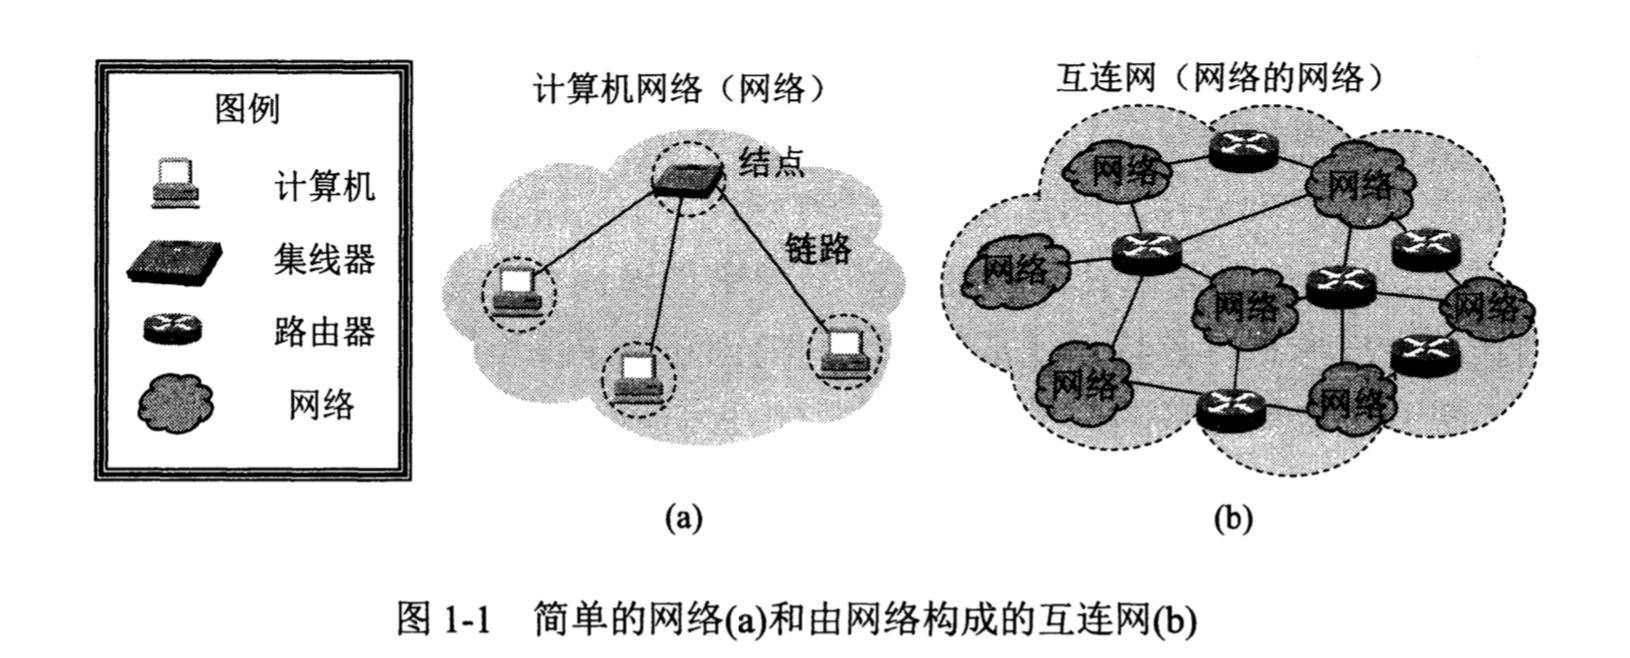 图例
计算机
集线器
路由器
网络
计算机网络（网络）
结点
链路
(a)
互连网（网络的网络）
网络
网络
网络
网络
网络
网络
网络
(b)
图 1-1 简单的网络(a)和由网络构成的互连网(b)